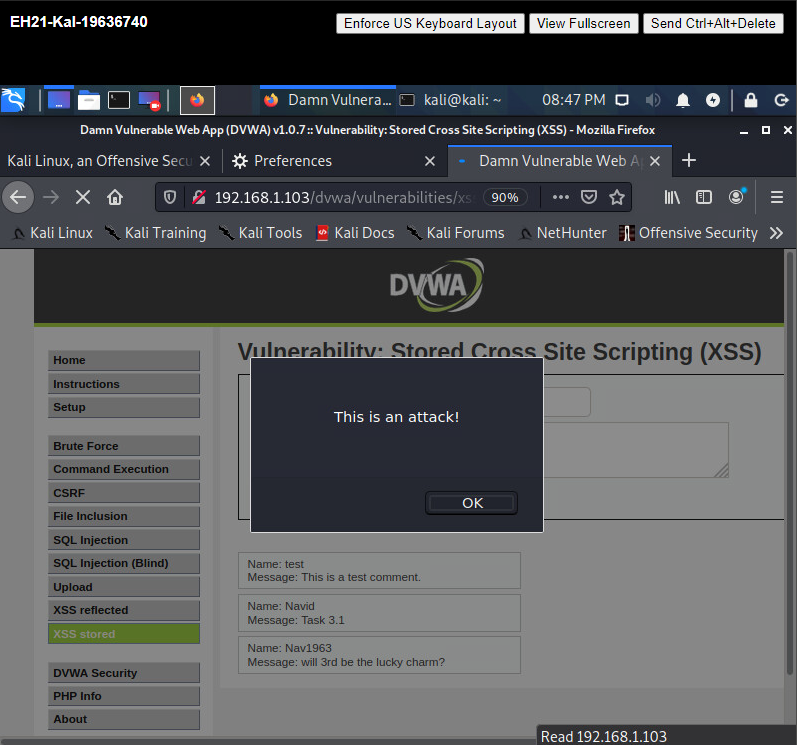 EH21-Kal-19636740
Enforce US Keyboard Layout View Fullscreen Send Ctrl+Alt+Delete
Damn Vulnera... kali@kali: ~ 08:47 PM
Damn Vulnerable Web App (DVWA) v1.0.7 :: Vulnerability: Stored Cross Site Scripting (XSS) - Mozilla Firefox
Kali Linux, an Offensive Secu Preferences Damn Vulnerable Web Ap
192.168.1.103/dvwa/vulnerabilities/xs 90%
Kali Linux Kali Training Kali Tools Kali Docs Kali Forums NetHunter Offensive Security
DVWA
Vulnerability: Stored Cross Site Scripting (XSS)
Home
Instructions
Setup
Brute Force
Command Execution
CSRF
File Inclusion
SQL Injection
SQL Injection (Blind)
Upload
XSS reflected
XSS stored
DVWA Security
PHP Info
About
This is an attack!
OK
Name: test
Message: This is a test comment.
Name: Navid
Message: Task 3.1
Name: Nav1963
Message: will 3rd be the lucky charm?
Read 192.168.1.103